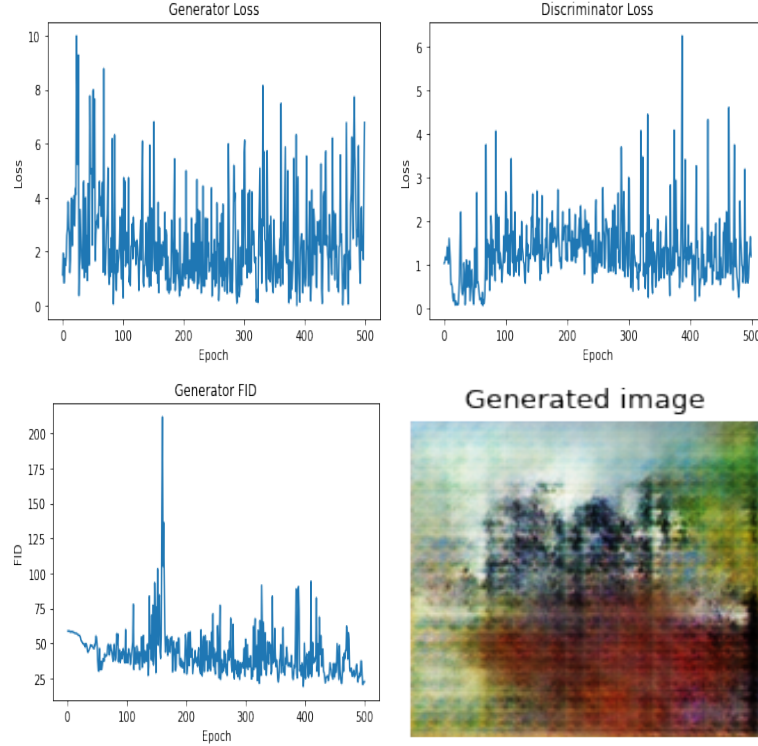 Generator Loss
Loss
10
8
6
4
2
0
0 100 200 300 400 500
Epoch
Discriminator Loss
Loss
6
5
4
3
2
1
0
0 100 200 300 400 500
Epoch
Generator FID
FID
200
175
150
125
100
75
50
25
0 100 200 300 400 500
Epoch
Generated image